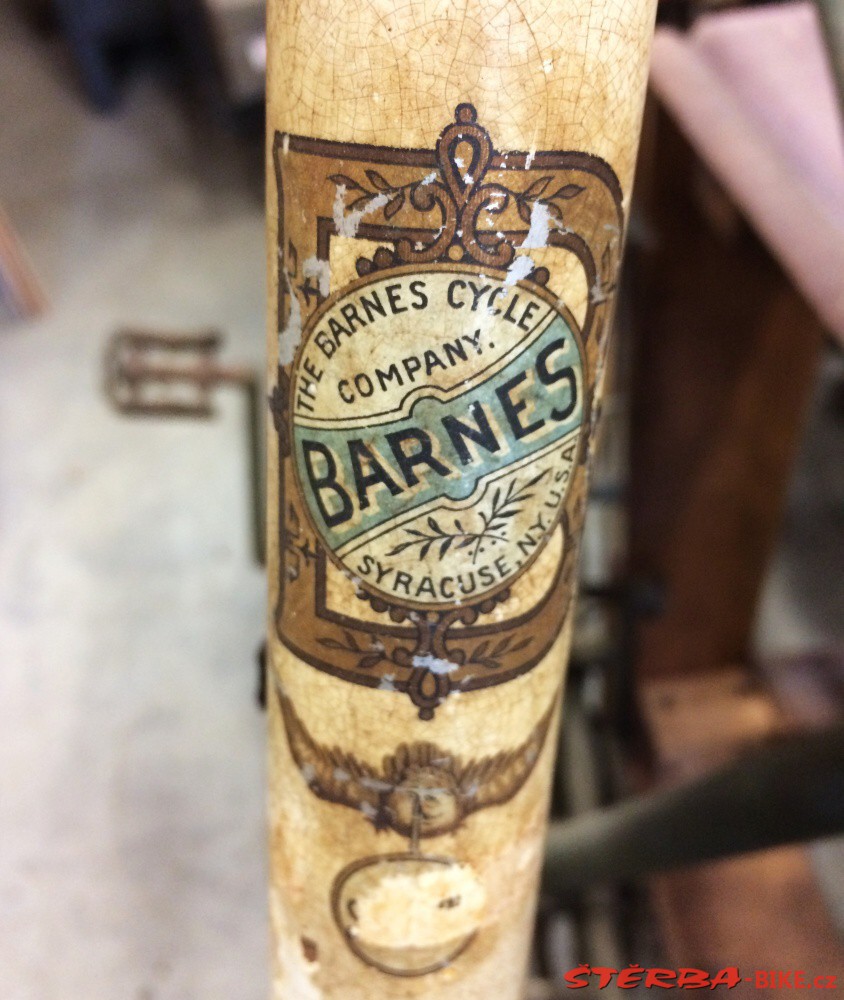 THE BARNES CYCLE
COMPANY.
BARNES
SYRACUSE, N.Y. U.S.A.
ŠTĚRBA-BIKE.cz